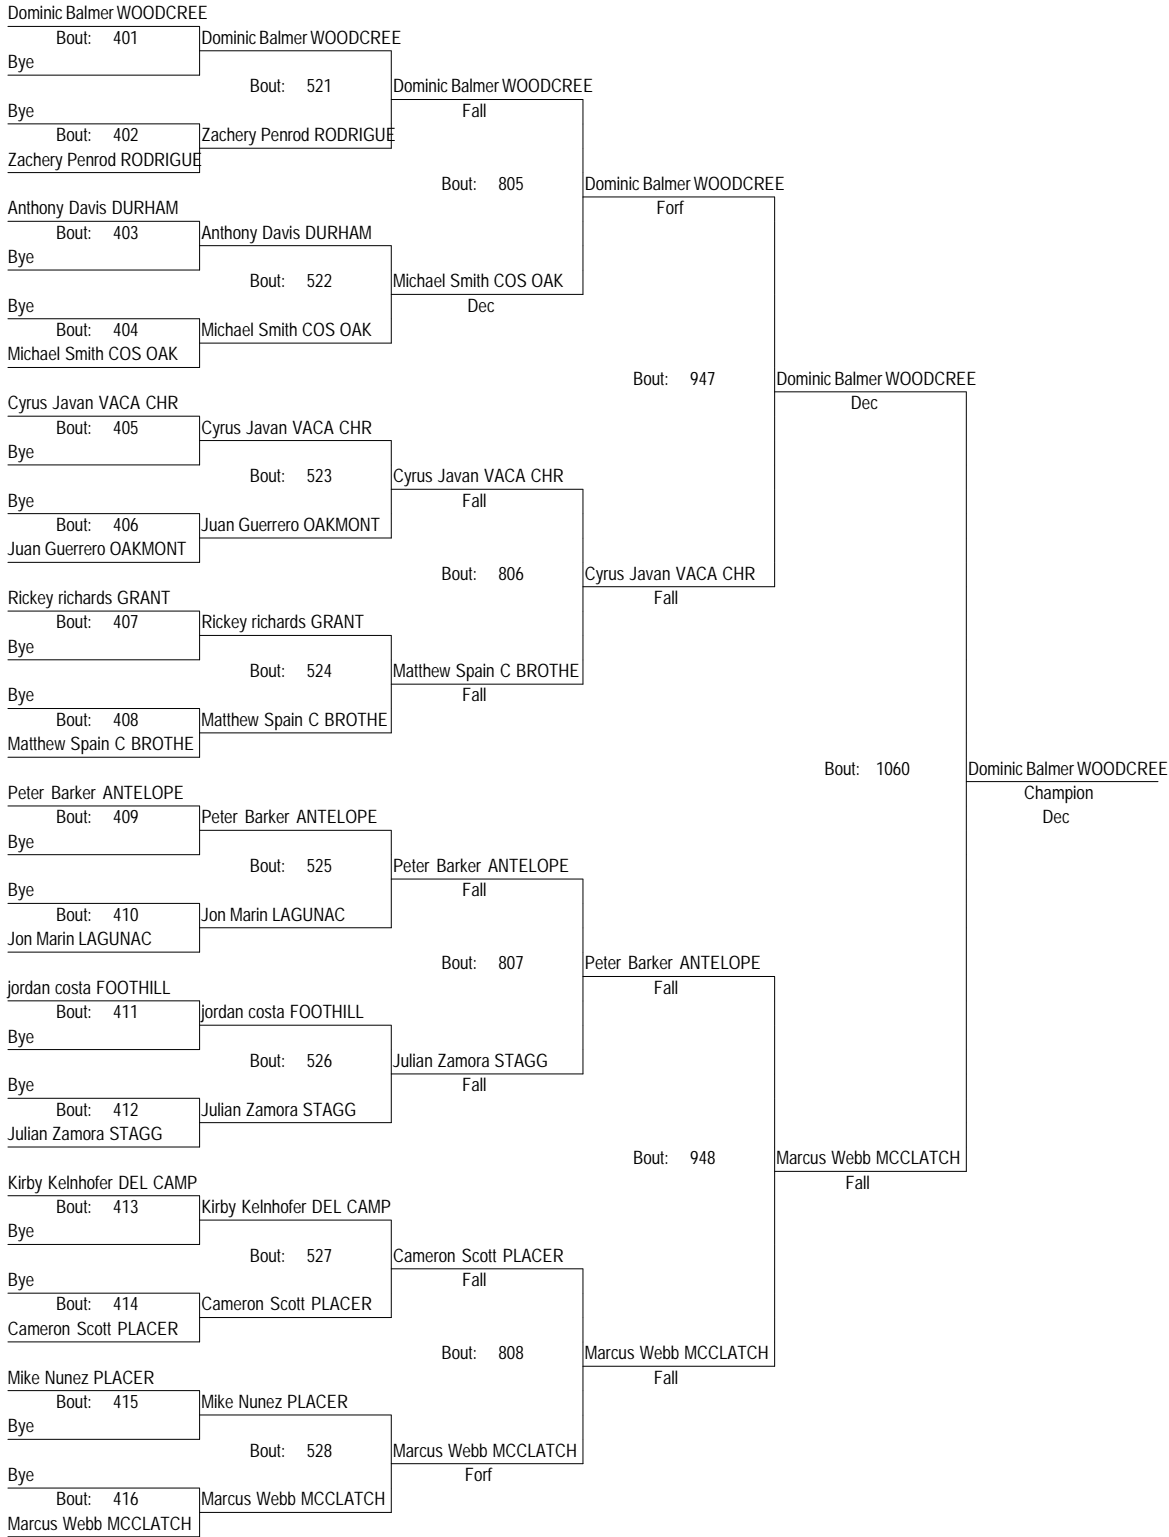 Dominic Balmer WOODCREE
Bout: 401 Dominic Balmer WOODCREE
Bye
Bout: 521 Dominic Balmer WOODCREE
Bye Fall
Bout: 402 Zachery Penrod RODRIGUE
Zachery Penrod RODRIGUE
Bout: 805 Dominic Balmer WOODCREE
Anthony Davis DURHAM Forf
Bout: 403 Anthony Davis DURHAM
Bye
Bout: 522 Michael Smith COS OAK
Bye Dec
Bout: 404 Michael Smith COS OAK
Michael Smith COS OAK
Bout: 947 Dominic Balmer WOODCREE
Cyrus Javan VACA CHR Dec
Bout: 405 Cyrus Javan VACA CHR
Bye
Bout: 523 Cyrus Javan VACA CHR
Bye Fall
Bout: 406 Juan Guerrero OAKMONT
Juan Guerrero OAKMONT
Bout: 806 Cyrus Javan VACA CHR
Rickey richards GRANT Fall
Bout: 407 Rickey richards GRANT
Bye
Bout: 524 Matthew Spain C BROTHE
Bye Fall
Bout: 408 Matthew Spain C BROTHE
Matthew Spain C BROTHE
Bout: 1060 Dominic Balmer WOODCREE
Peter Barker ANTELOPE Champion
Bout: 409 Peter Barker ANTELOPE Dec
Bye
Bout: 525 Peter Barker ANTELOPE
Bye Fall
Bout: 410 Jon Marin LAGUNAC
Jon Marin LAGUNAC
Bout: 807 Peter Barker ANTELOPE
jordan costa FOOTHILL Fall
Bout: 411 jordan costa FOOTHILL
Bye
Bout: 526 Julian Zamora STAGG
Bye Fall
Bout: 412 Julian Zamora STAGG
Julian Zamora STAGG
Bout: 948 Marcus Webb MCCLATCH
Kirby Kelnhofer DEL CAMP Fall
Bout: 413 Kirby Kelnhofer DEL CAMP
Bye
Bout: 527 Cameron Scott PLACER
Bye Fall
Bout: 414 Cameron Scott PLACER
Cameron Scott PLACER
Bout: 808 Marcus Webb MCCLATCH
Mike Nunez PLACER Fall
Bout: 415 Mike Nunez PLACER
Bye
Bout: 528 Marcus Webb MCCLATCH
Bye Forf
Bout: 416 Marcus Webb MCCLATCH
Marcus Webb MCCLATCH